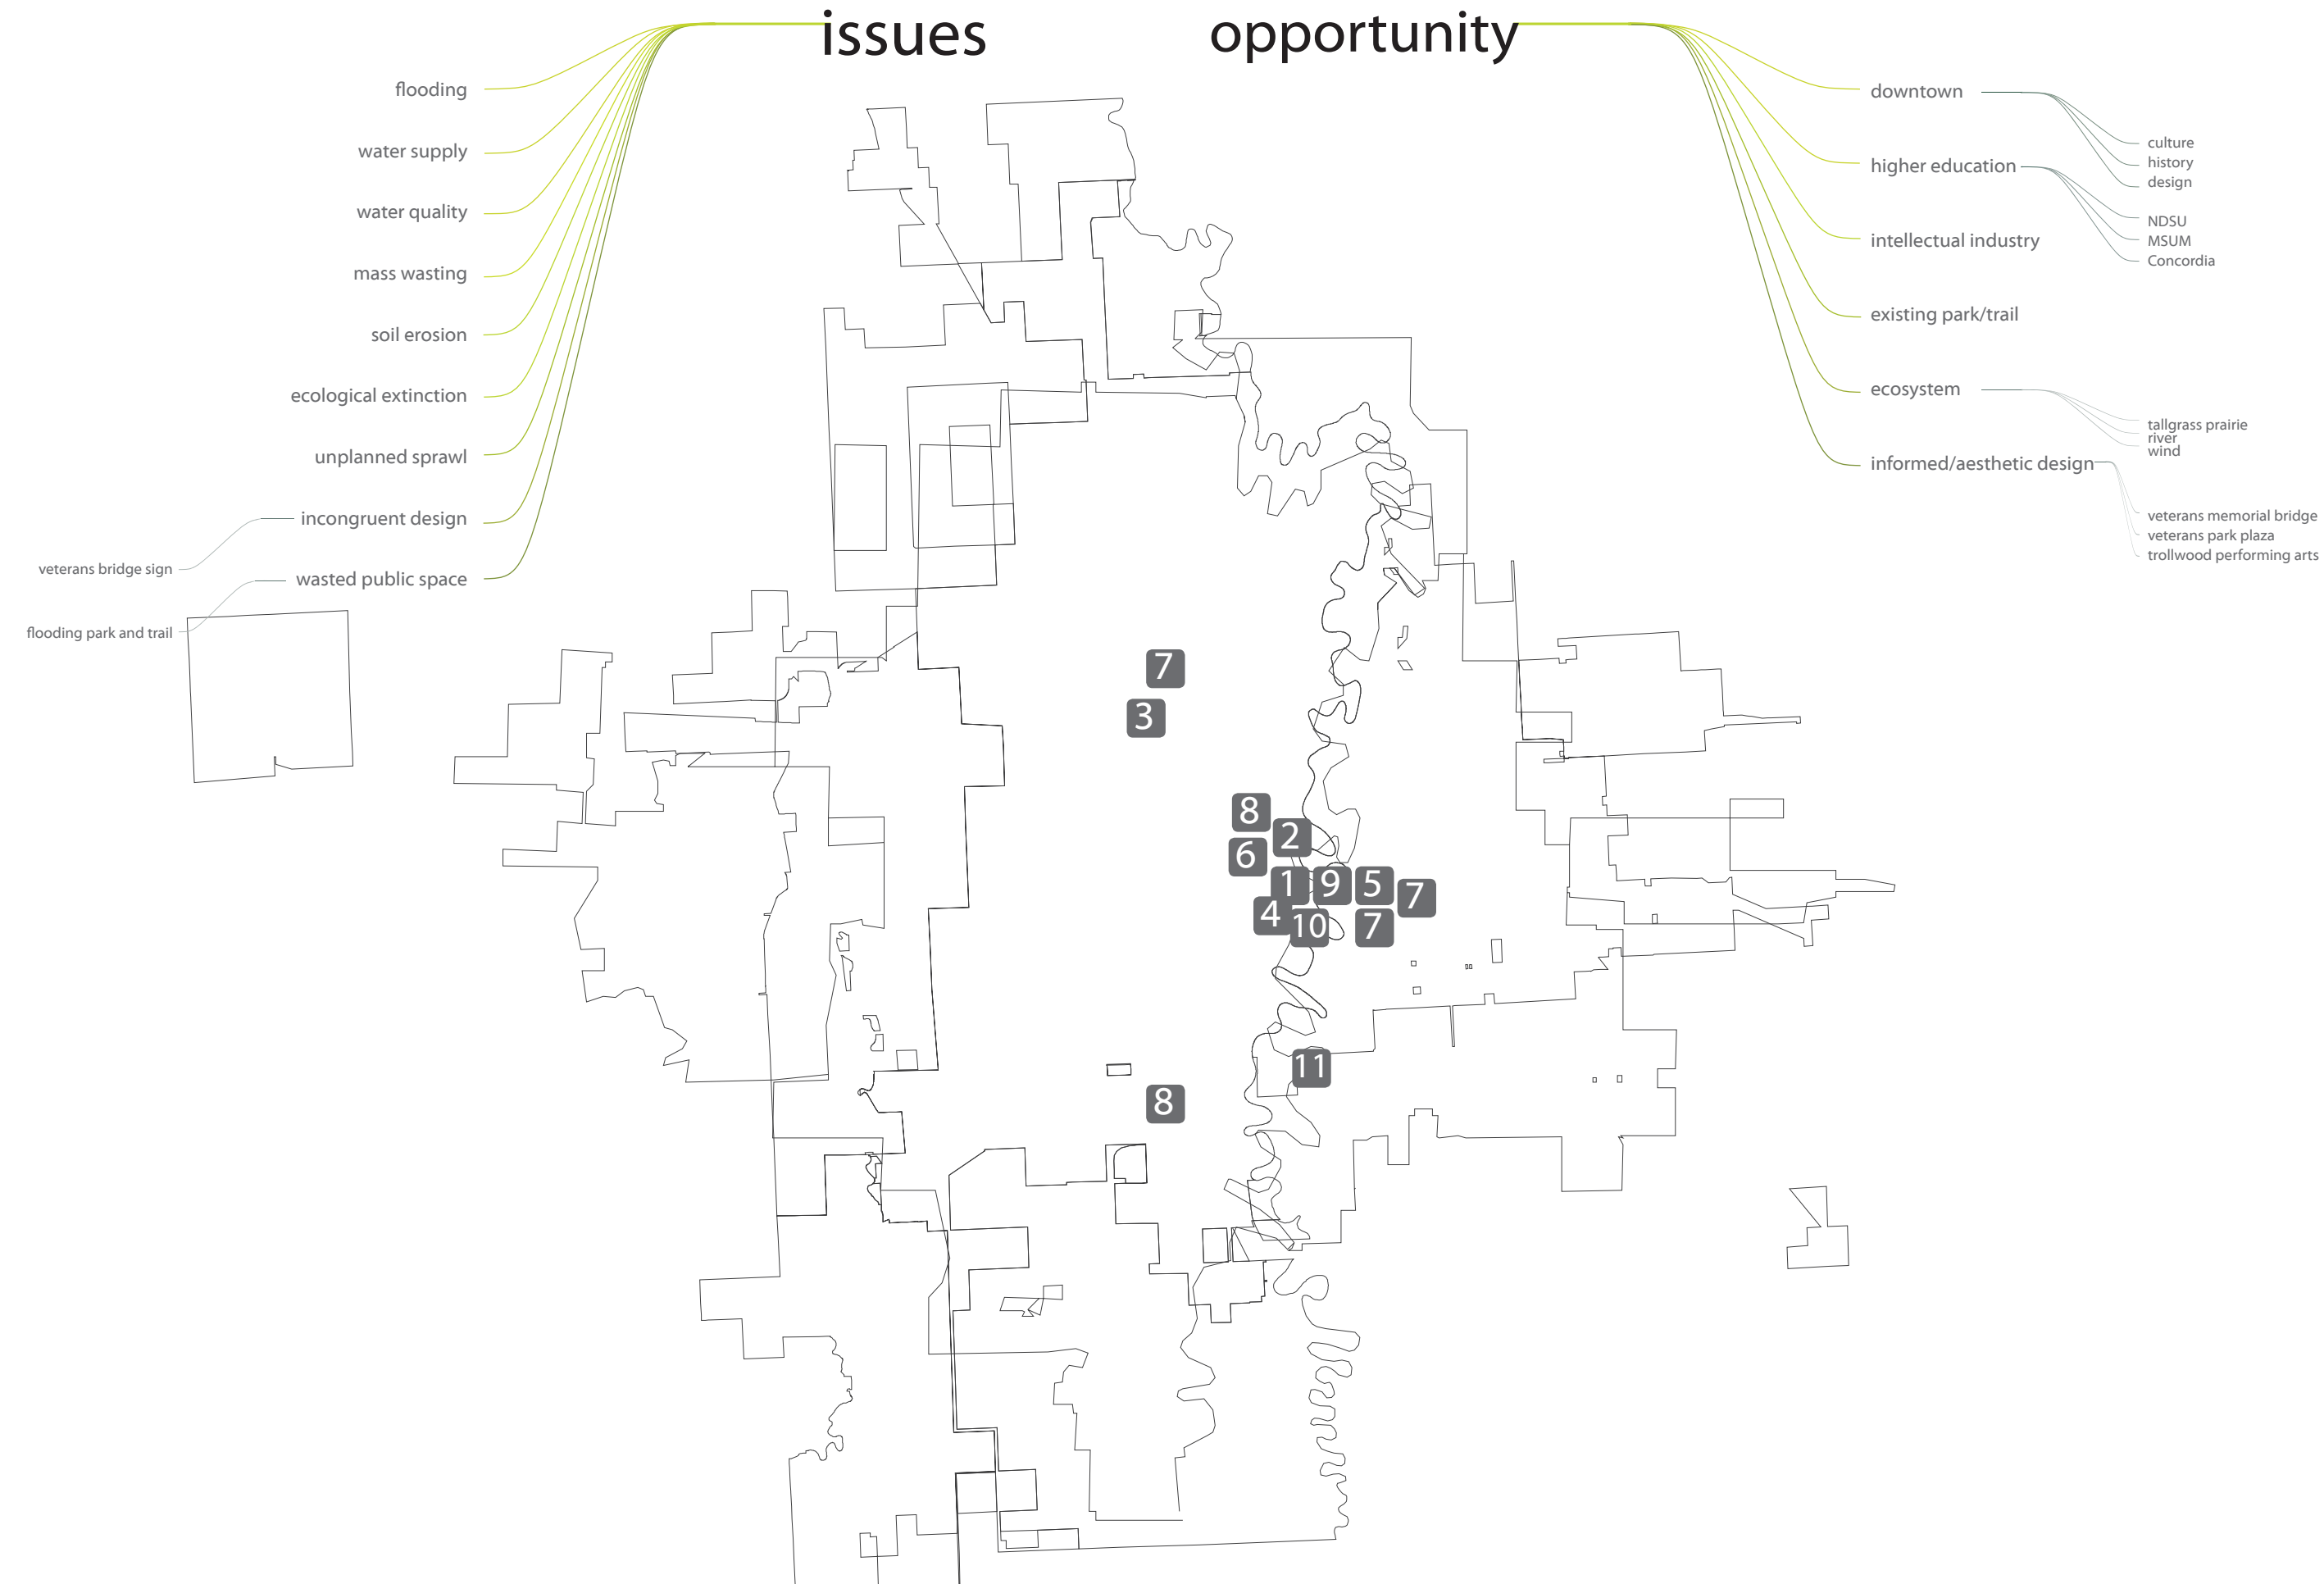 issues
opportunity
flooding
water supply
water quality
mass wasting
soil erosion
ecological extinction
unplanned sprawl
incongruent design
veterans bridge sign
wasted public space
flooding park and trail
downtown
culture
history
design
higher education
NDSU
MSUM
Concordia
intellectual industry
existing park/trail
ecosystem
tallgrass prairie
river
wind
informed/aesthetic design
veterans memorial bridge
veterans park plaza
trollwood performing arts
7
3
8
2
6
1
9
5
7
4
10
7
11
8